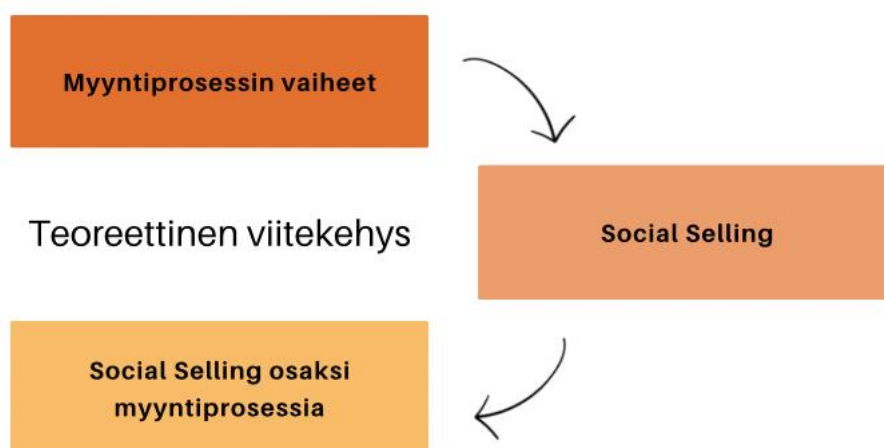 Myyntiprosessin vaiheet
Teoreettinen viitekehys
Social Selling
Social Selling osaksi
myyntiprosessia